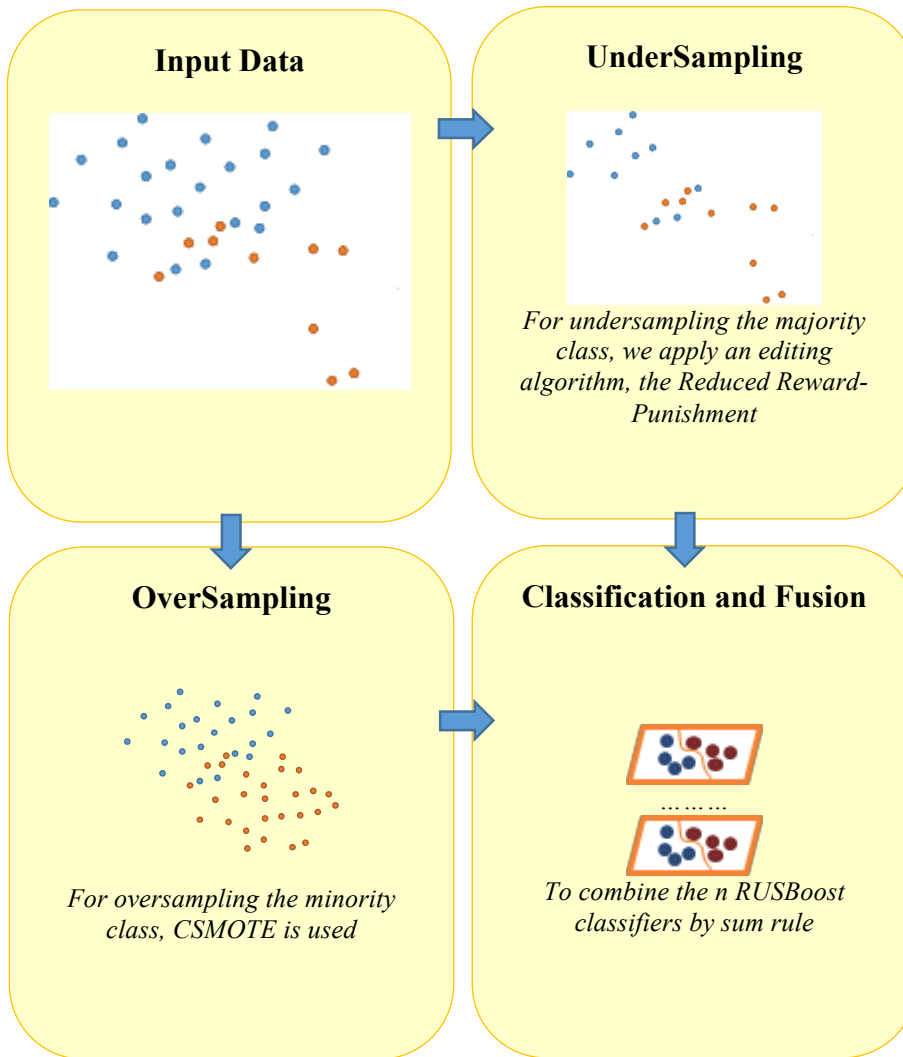 Input Data
UnderSampling
For undersampling the majority
class, we apply an editing
algorithm, the Reduced Reward-
Punishment
OverSampling
For oversampling the minority
class, CSMOTE is used
Classification and Fusion
………
To combine the n RUSBoost
classifiers by sum rule